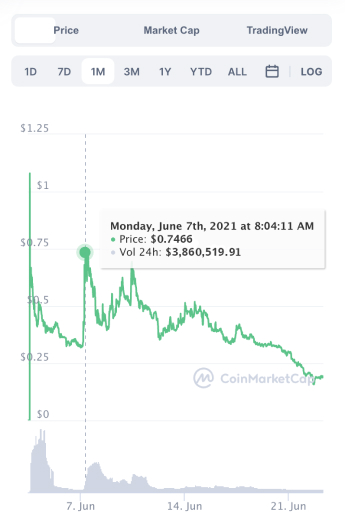 Price Market Cap TradingView
1D 7D 1M 3M 1Y YTD ALL LOG
$1.25
$1
Monday, June 7th, 2021 at 8:04:11 AM
$0.75
Price: $0.7466
Vol 24h: $3,860,519.91
$0.5
$0.25
CoinMarketCap
$0
7. Jun 14. Jun 21. Jun